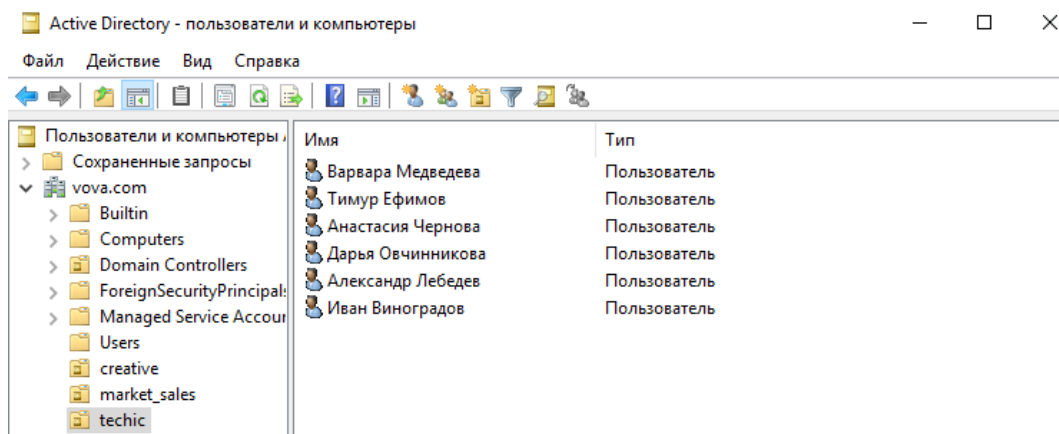 Active Directory - пользователи и компьютеры
Файл Действие Вид Справка
Пользователи и компьютеры
Сохраненные запросы
vova.com
Builtin
Computers
Domain Controllers
ForeignSecurityPrincipals
Managed Service Accour
Users
creative
market_sales
techic
Имя Тип
Варвара Медведева Пользователь
Тимур Ефимов Пользователь
Анастасия Чернова Пользователь
Дарья Овчинникова Пользователь
Александр Лебедев Пользователь
Иван Виноградов Пользователь